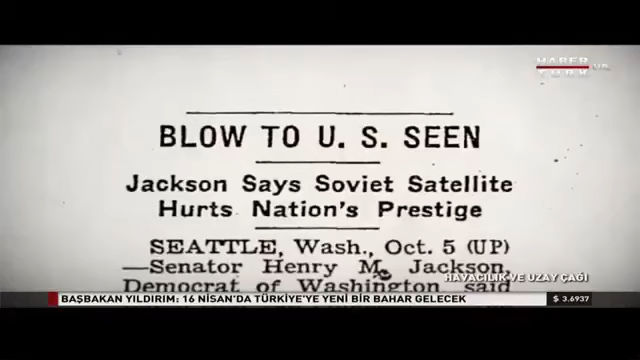 HABER
TÜRK
BLOW TO U. S. SEEN
Jackson Says Soviet Satellite
Hurts Nation's Prestige
SEATTLE, Wash., Oct. 5 (UP)
—Senator Henry M. Jackson,
Democrat of Washington said
HAVACILIK VE UZAY ÇAĞI
BAŞBAKAN YILDIRIM: 16 NİSAN'DA TÜRKİYE'YE YENİ BİR BAHAR GELECEK
$ 3.6937